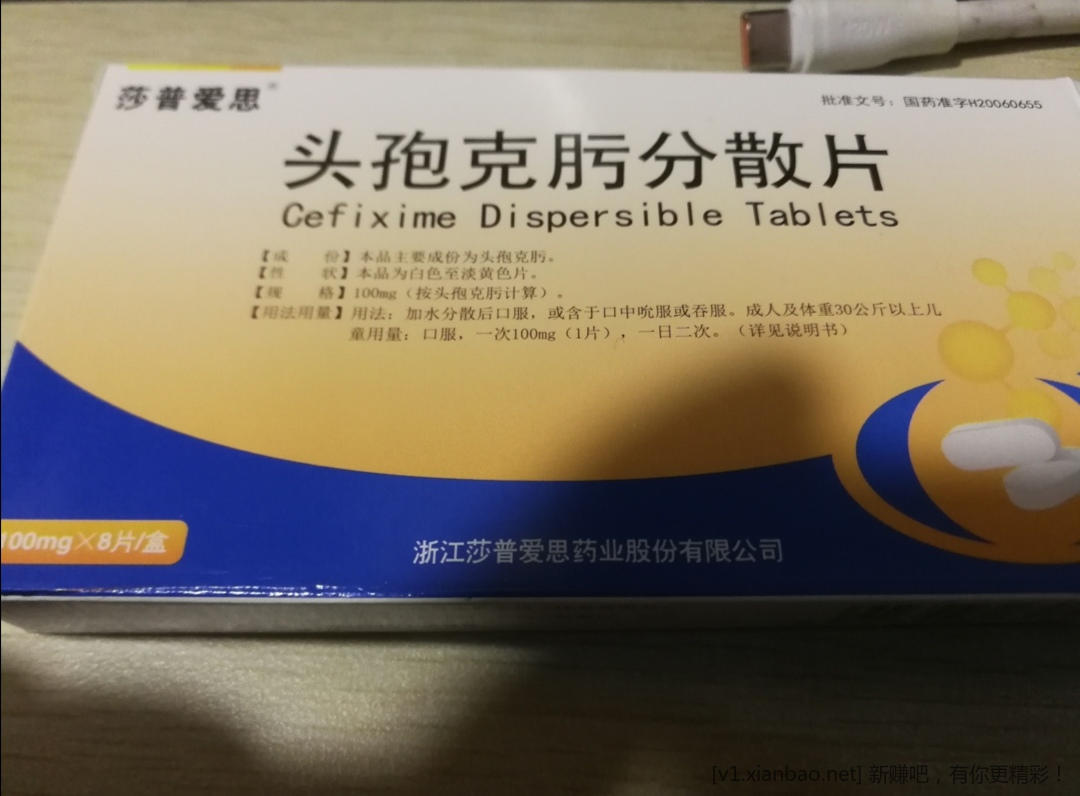 莎普爱思®
批准文号：国药准字H20060655
头孢克肟分散片
Cefixime Dispersible Tablets
【成　份】本品主要成份为头孢克肟。
【性　状】本品为白色至淡黄色片。
【规　格】100mg（按头孢克肟计算）。
【用法用量】用法：加水分散后口服，或含于口中吮服或吞服。成人及体重30公斤以上儿
童用量：口服，一次100mg（1片），一日二次。（详见说明书）
100mg×8片/盒
浙江莎普爱思药业股份有限公司
[v1.xianbao.net] 新赚吧，有你更精彩！